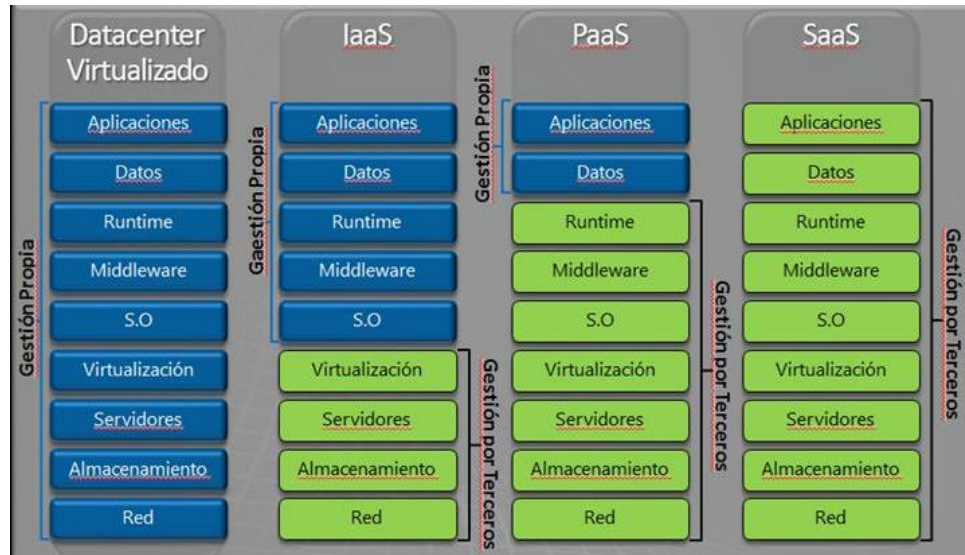 Datacenter
Virtualizado
Gestión Propia
Aplicaciones
Datos
Runtime
Middleware
S.O
Virtualización
Servidores
Almacenamiento
Red
IaaS
Gaestión Propia
Aplicaciones
Datos
Runtime
Middleware
S.O
Virtualización
Servidores
Almacenamiento
Red
Gestión por Terceros
PaaS
Gestión Propia
Aplicaciones
Datos
Runtime
Middleware
S.O
Virtualización
Servidores
Almacenamiento
Red
Gestión por Terceros
SaaS
Aplicaciones
Datos
Runtime
Middleware
S.O
Virtualización
Servidores
Almacenamiento
Red
Gestión por Terceros